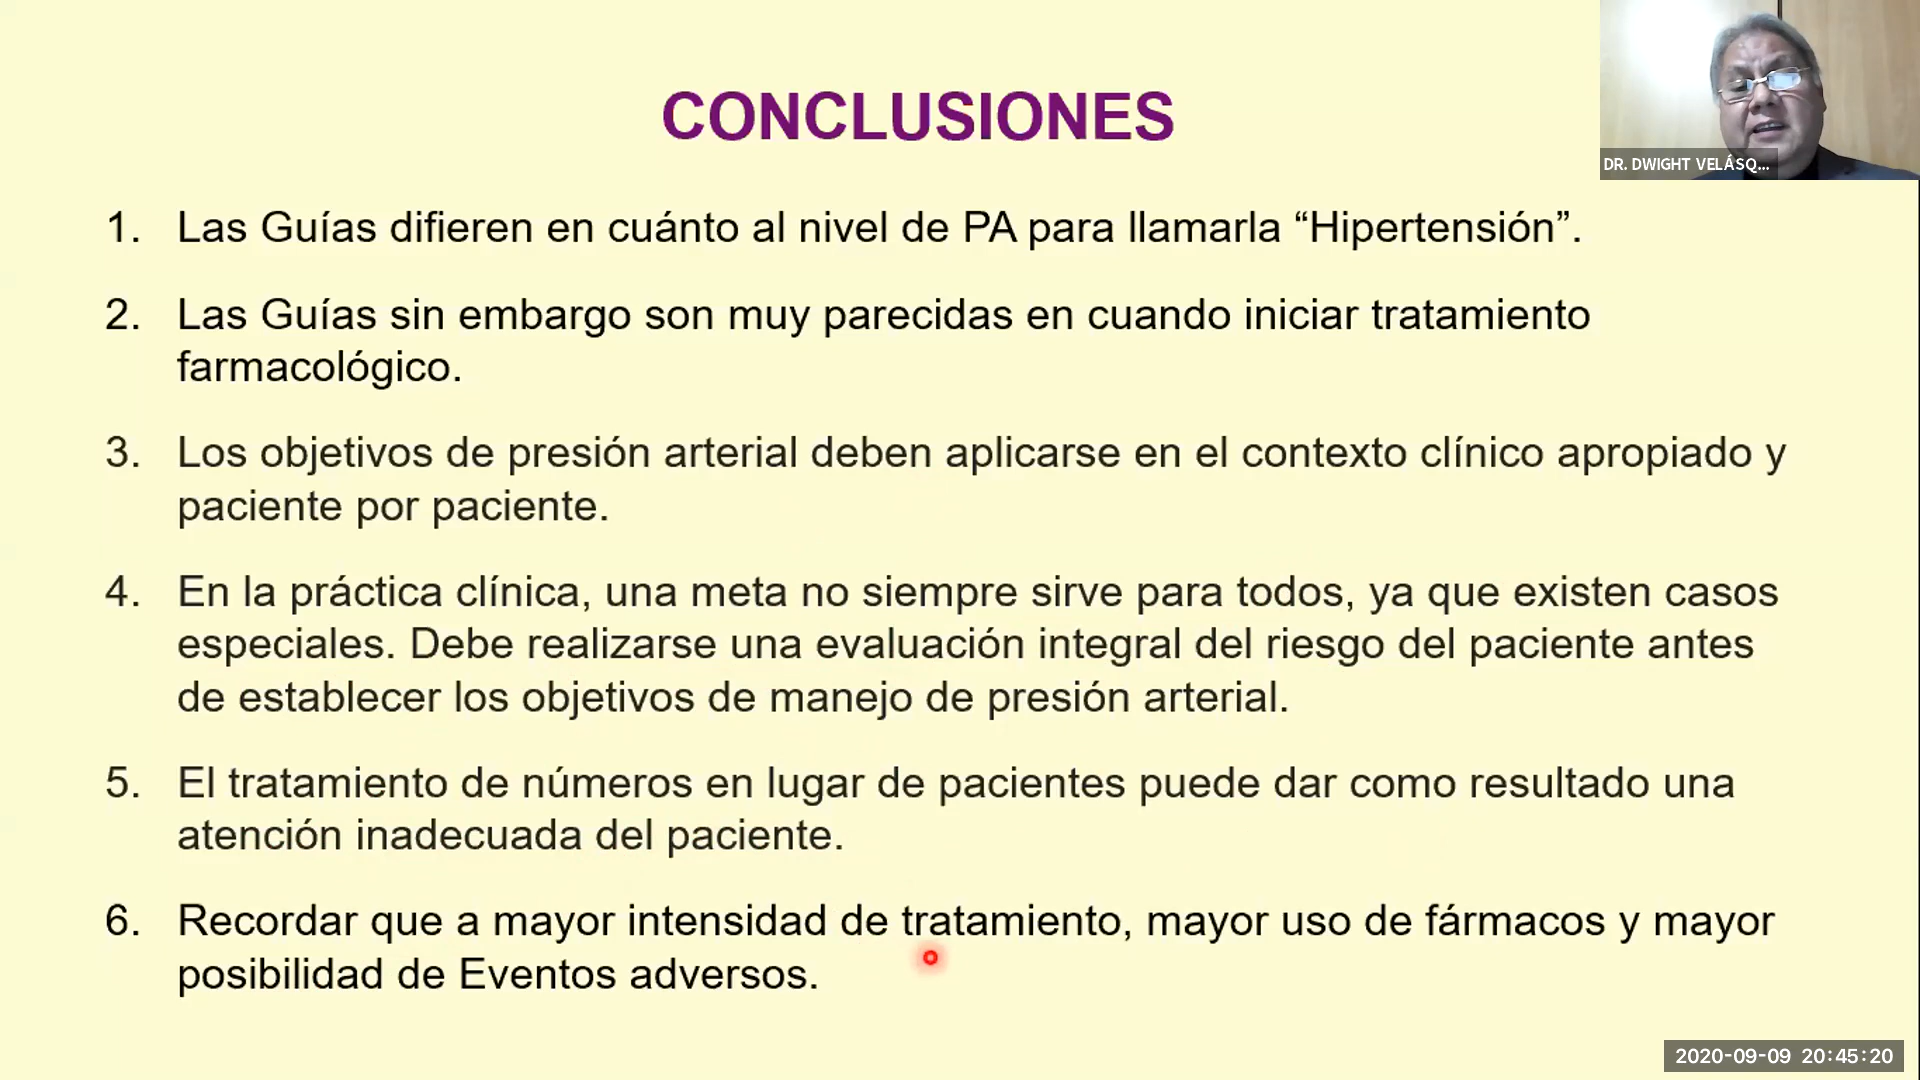 CONCLUSIONES
DR. DWIGHT VELÁSQ...
1. Las Guías difieren en cuánto al nivel de PA para llamarla “Hipertensión”.
2. Las Guías sin embargo son muy parecidas en cuando iniciar tratamiento
farmacológico.
3. Los objetivos de presión arterial deben aplicarse en el contexto clínico apropiado y
paciente por paciente.
4. En la práctica clínica, una meta no siempre sirve para todos, ya que existen casos
especiales. Debe realizarse una evaluación integral del riesgo del paciente antes
de establecer los objetivos de manejo de presión arterial.
5. El tratamiento de números en lugar de pacientes puede dar como resultado una
atención inadecuada del paciente.
6. Recordar que a mayor intensidad de tratamiento, mayor uso de fármacos y mayor
posibilidad de Eventos adversos.
2020-09-09 20:45:20